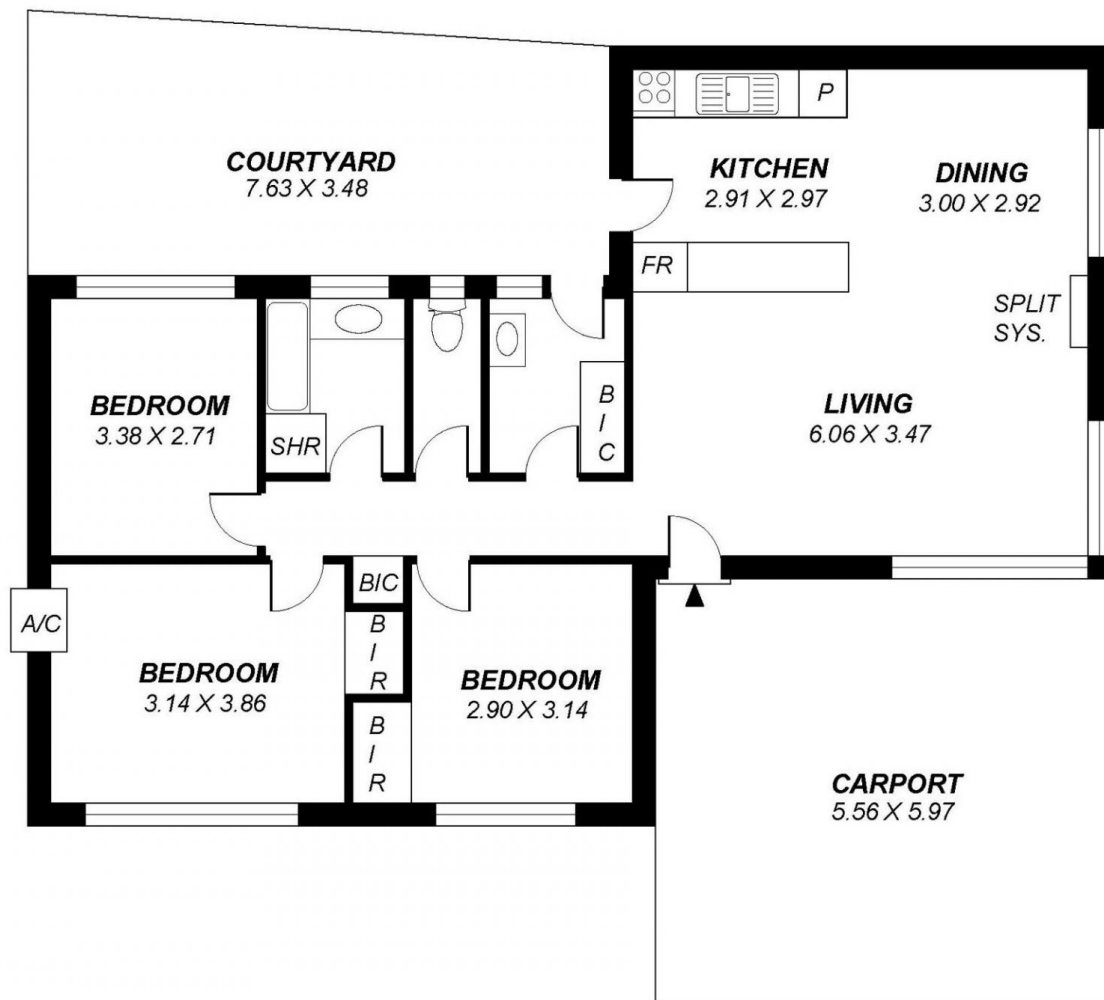 COURTYARD
7.63 X 3.48
P
KITCHEN
2.91 X 2.97
DINING
3.00 X 2.92
FR
SPLIT
SYS.
BEDROOM
3.38 X 2.71
SHR
B
I
C
LIVING
6.06 X 3.47
A/C
BEDROOM
3.14 X 3.86
BIC
B
I
R
B
I
R
BEDROOM
2.90 X 3.14
CARPORT
5.56 X 5.97